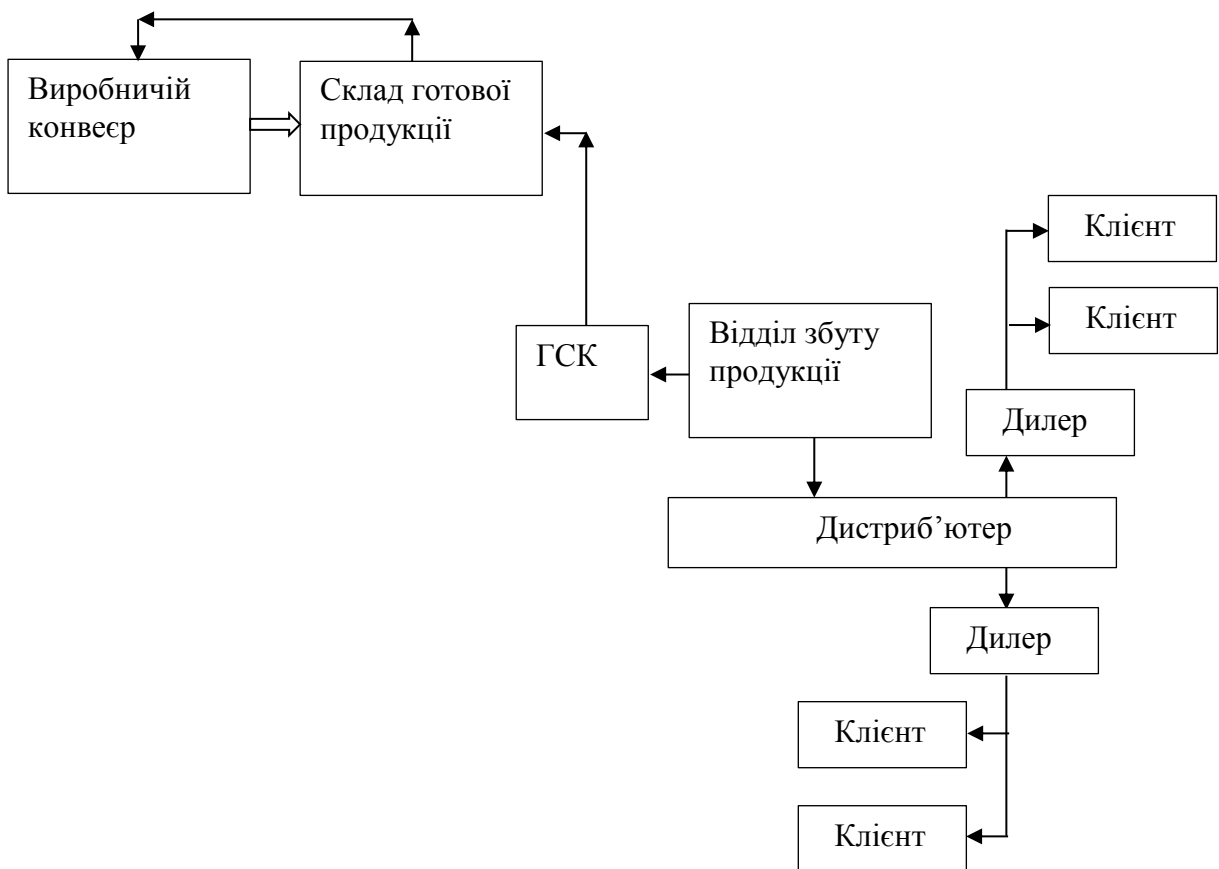 Виробничій
конвеєр
Склад готової
продукції
Клієнт
Клієнт
ГСК
Відділ збуту
продукції
Дилер
Дистриб’ютер
Дилер
Клієнт
Клієнт